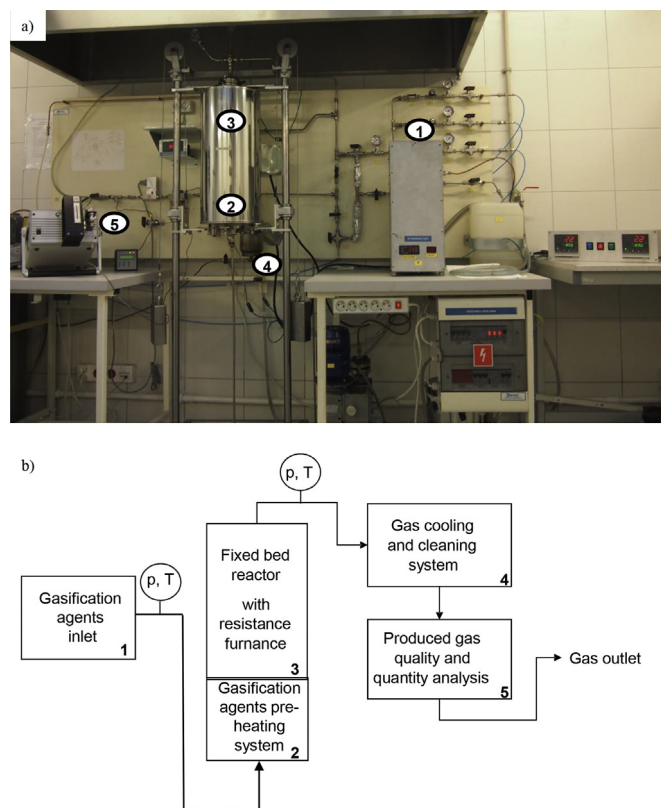 a)
3
1
2
5
4
b)
p, T
Fixed bed
reactor
with
resistance
furnance
3
Gas cooling
and cleaning
system
4
p, T
Gasification
agents
inlet
1
Produced gas
quality and
quantity analysis
5
Gas outlet
Gasification
agents pre-
heating
system
2